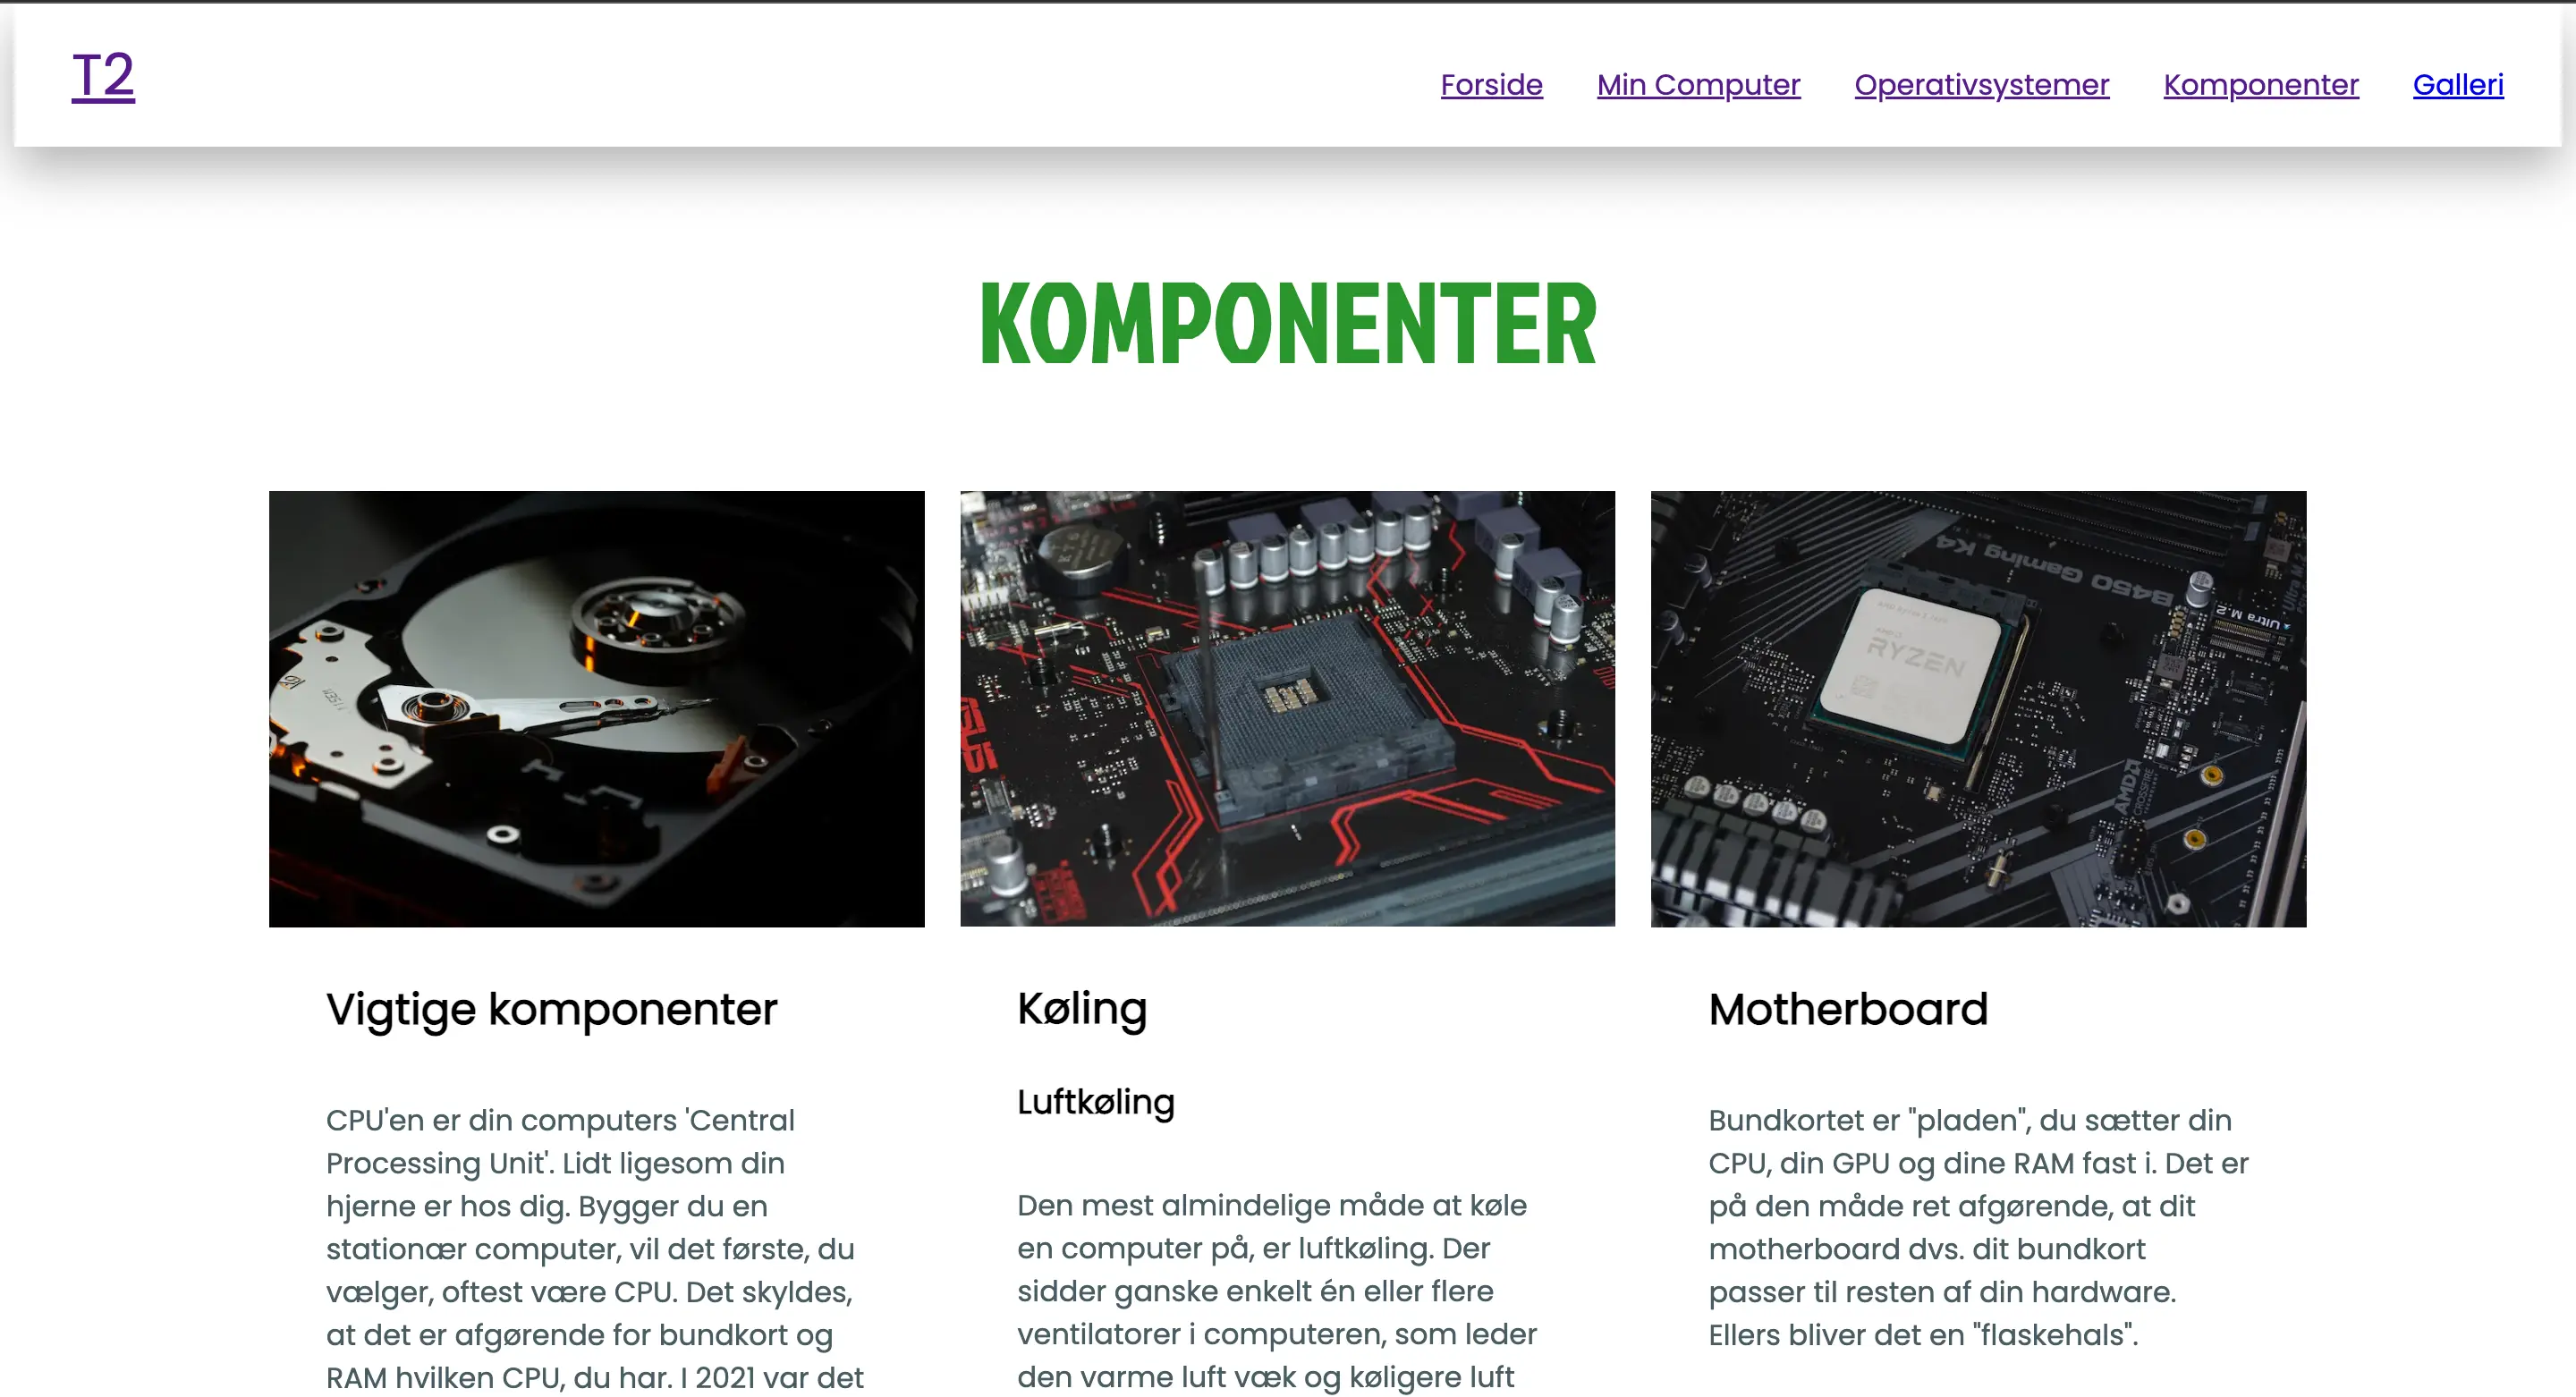 T2
Forside
Min Computer
Operativsystemer
Komponenter
Galleri
KOMPONENTER
B450 Gaming K4
Ultra M.2
AMD
RYZEN
AMD
CROSSFIRE
Vigtige komponenter
CPU'en er din computers 'Central
Processing Unit'. Lidt ligesom din
hjerne er hos dig. Bygger du en
stationær computer, vil det første, du
vælger, oftest være CPU. Det skyldes,
at det er afgørende for bundkort og
RAM hvilken CPU, du har. I 2021 var det
Køling
Luftkøling
Den mest almindelige måde at køle
en computer på, er luftkøling. Der
sidder ganske enkelt én eller flere
ventilatorer i computeren, som leder
den varme luft væk og køligere luft
Motherboard
Bundkortet er "pladen", du sætter din
CPU, din GPU og dine RAM fast i. Det er
på den måde ret afgørende, at dit
motherboard dvs. dit bundkort
passer til resten af din hardware.
Ellers bliver det en "flaskehals".